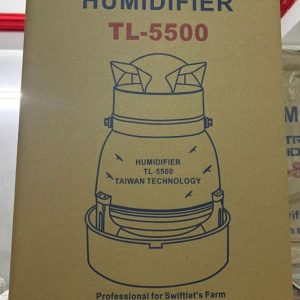 HUMIDIFIER
TL-5500
HUMIDIFIER
TL-5500
TAIWAN TECHNOLOGY
Professional for Swiftlet's Farm